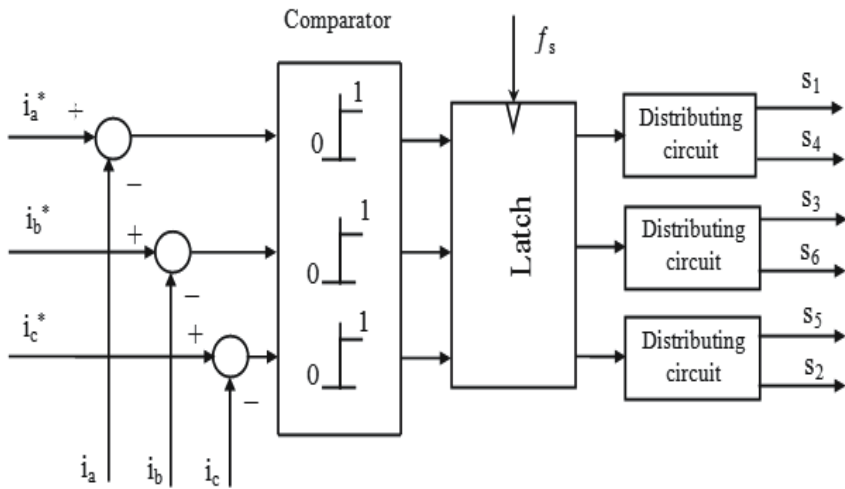 Comparator
f_s
i_a*
+
−
i_b*
+
−
i_c*
+
−
0 1
0 1
0 1
Latch
Distributing
circuit
s_1
s_4
Distributing
circuit
s_3
s_6
Distributing
circuit
s_5
s_2
i_a
i_b
i_c